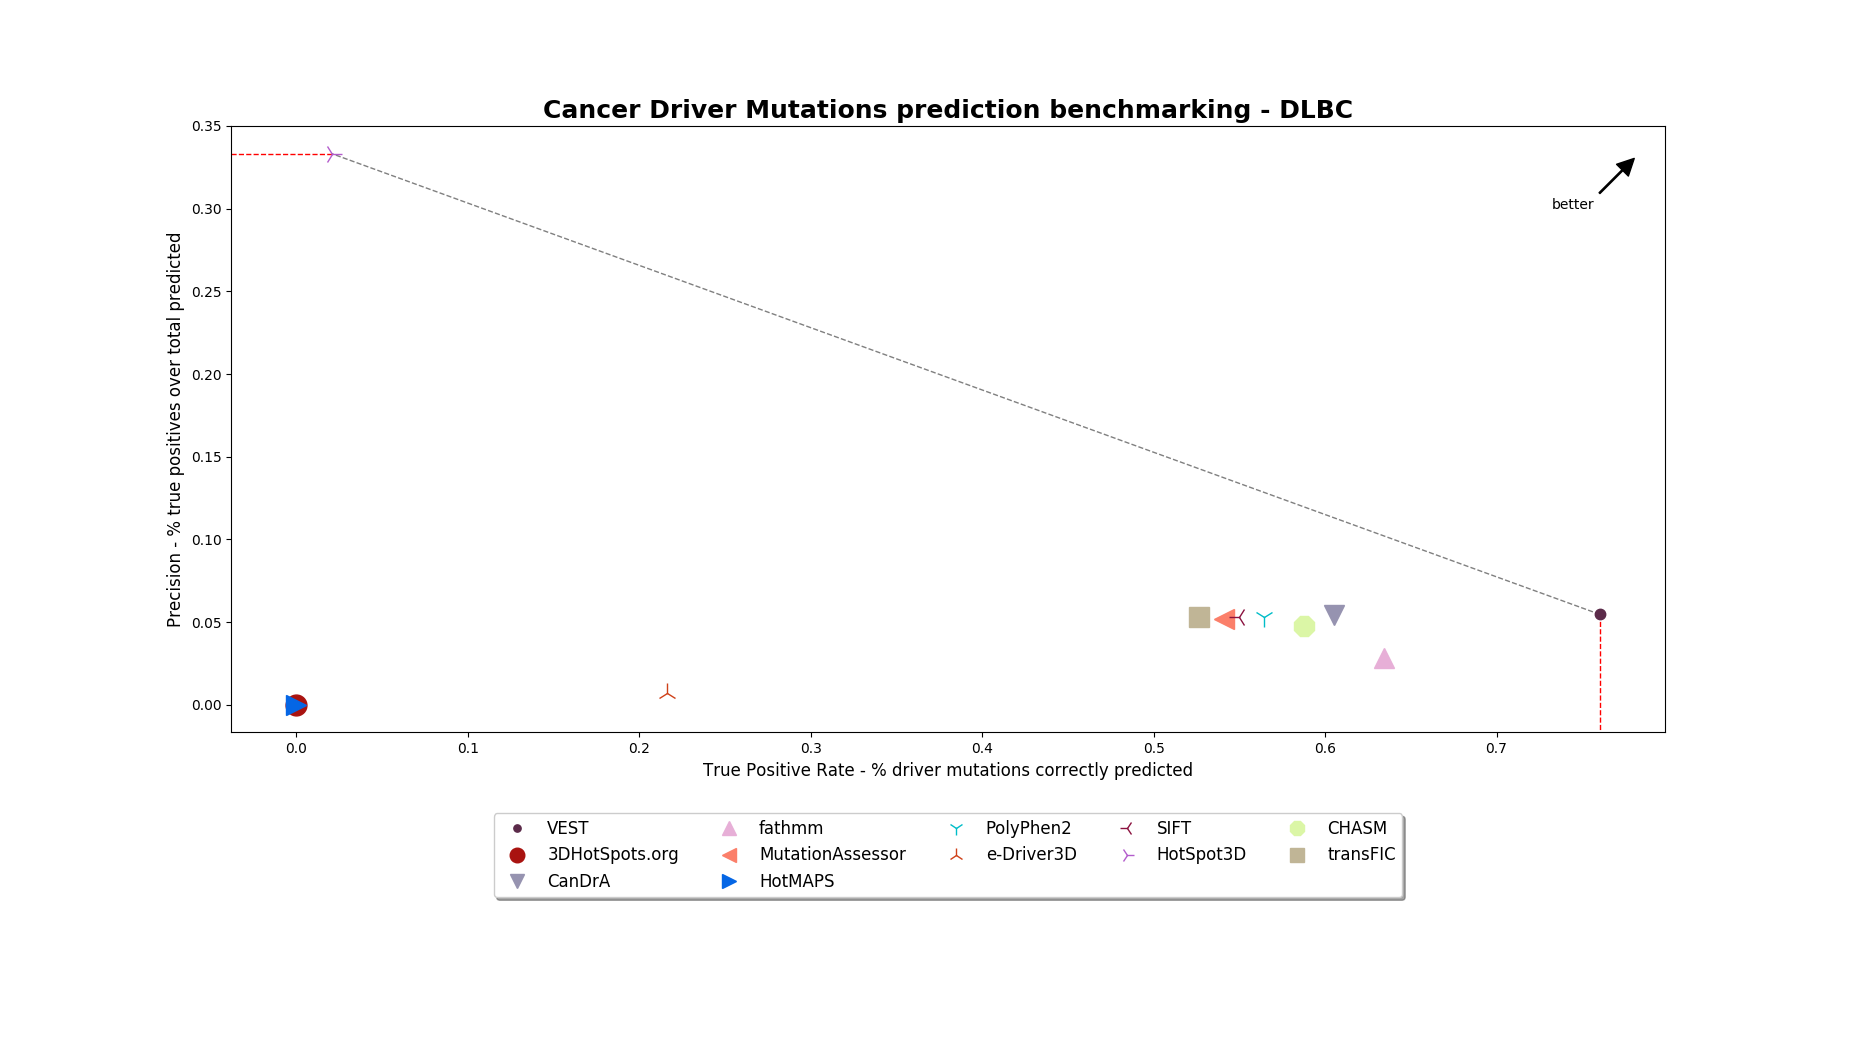 Cancer Driver Mutations prediction benchmarking - DLBC
0.35
0.30
0.25
0.20
0.15
0.10
0.05
0.00
Precision - % true positives over total predicted
better
0.0 0.1 0.2 0.3 0.4 0.5 0.6 0.7
True Positive Rate - % driver mutations correctly predicted
VEST fathmm PolyPhen2 SIFT CHASM
3DHotSpots.org MutationAssessor e-Driver3D HotSpot3D transFIC
CanDrA HotMAPS